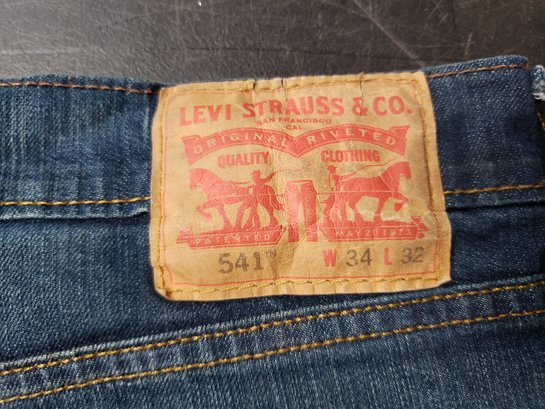 LEVI STRAUSS & CO.
SAN FRANCISCO
CAL.
ORIGINAL RIVETED
QUALITY CLOTHING
PATENTED MAY 20 1873
541™ W 34 L 32